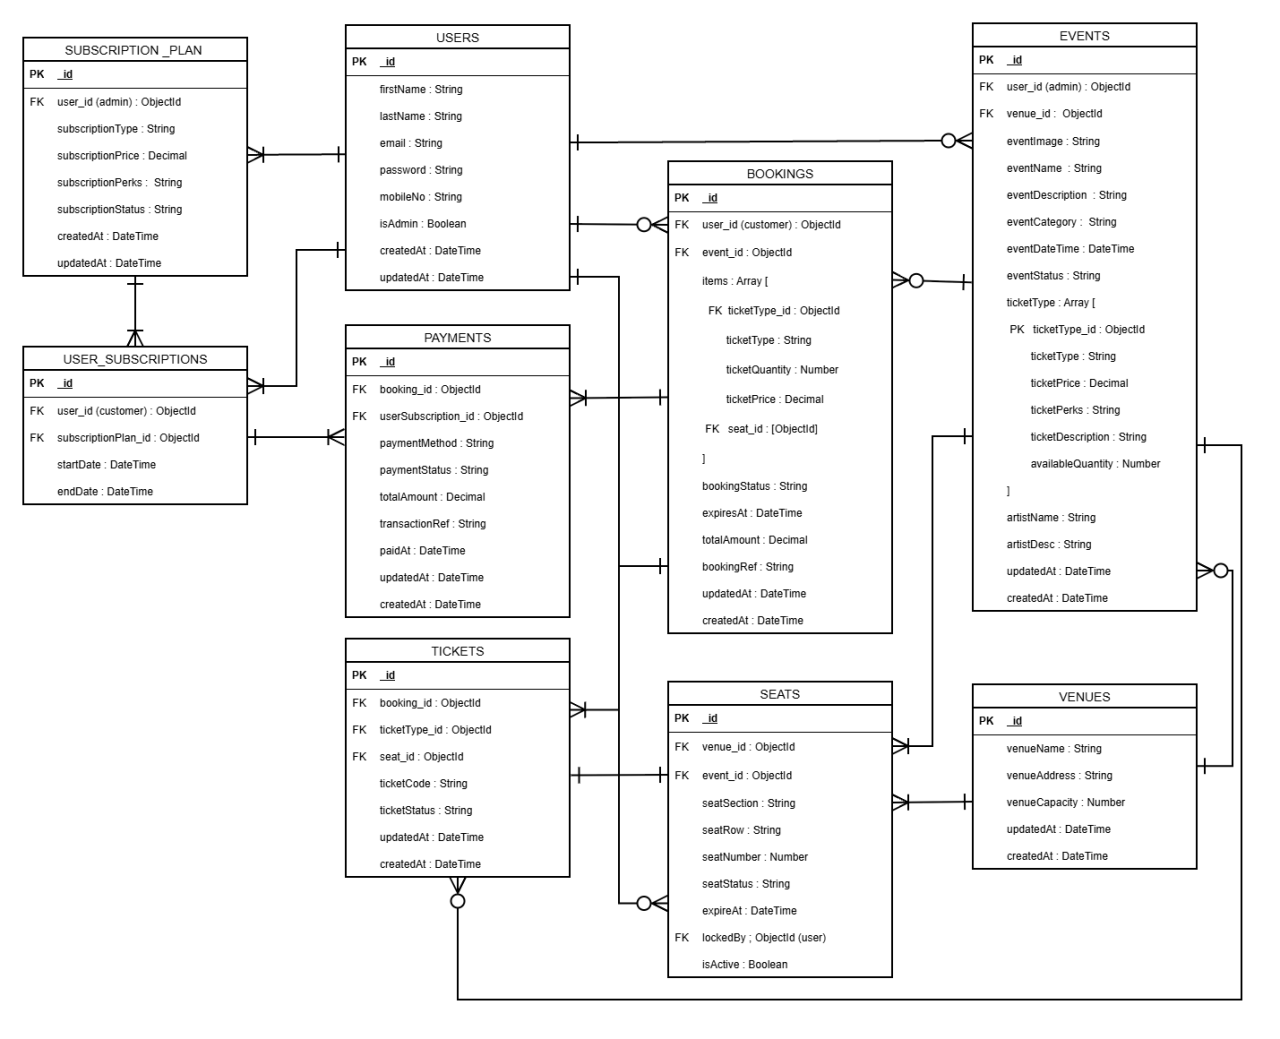 SUBSCRIPTION _PLAN
PK _id
FK user_id (admin) : ObjectId
subscriptionType : String
subscriptionPrice : Decimal
subscriptionPerks :  String
subscriptionStatus : String
createdAt : DateTime
updatedAt : DateTime
USER_SUBSCRIPTIONS
PK _id
FK user_id (customer) : ObjectId
FK subscriptionPlan_id : ObjectId
startDate : DateTime
endDate : DateTime
USERS
PK _id
firstName : String
lastName : String
email : String
password : String
mobileNo : String
isAdmin : Boolean
createdAt : DateTime
updatedAt : DateTime
PAYMENTS
PK _id
FK booking_id : ObjectId
FK userSubscription_id : ObjectId
paymentMethod : String
paymentStatus : String
totalAmount : Decimal
transactionRef : String
paidAt : DateTime
updatedAt : DateTime
createdAt : DateTime
TICKETS
PK _id
FK booking_id : ObjectId
FK ticketType_id : ObjectId
FK seat_id : ObjectId
ticketCode : String
ticketStatus : String
updatedAt : DateTime
createdAt : DateTime
BOOKINGS
PK _id
FK user_id (customer) : ObjectId
FK event_id : ObjectId
items : Array [
FK ticketType_id : ObjectId
ticketType : String
ticketQuantity : Number
ticketPrice : Decimal
FK seat_id : [ObjectId]
]
bookingStatus : String
expiresAt : DateTime
totalAmount : Decimal
bookingRef : String
updatedAt : DateTime
createdAt : DateTime
SEATS
PK _id
FK venue_id : ObjectId
FK event_id : ObjectId
seatSection : String
seatRow : String
seatNumber : Number
seatStatus : String
expireAt : DateTime
FK lockedBy ; ObjectId (user)
isActive : Boolean
EVENTS
PK _id
FK user_id (admin) : ObjectId
FK venue_id :  ObjectId
eventImage : String
eventName  : String
eventDescription  : String
eventCategory :  String
eventDateTime : DateTime
eventStatus : String
ticketType : Array [
PK ticketType_id : ObjectId
ticketType : String
ticketPrice : Decimal
ticketPerks : String
ticketDescription : String
availableQuantity : Number
]
artistName : String
artistDesc : String
updatedAt : DateTime
createdAt : DateTime
VENUES
PK _id
venueName : String
venueAddress : String
venueCapacity : Number
updatedAt : DateTime
createdAt : DateTime